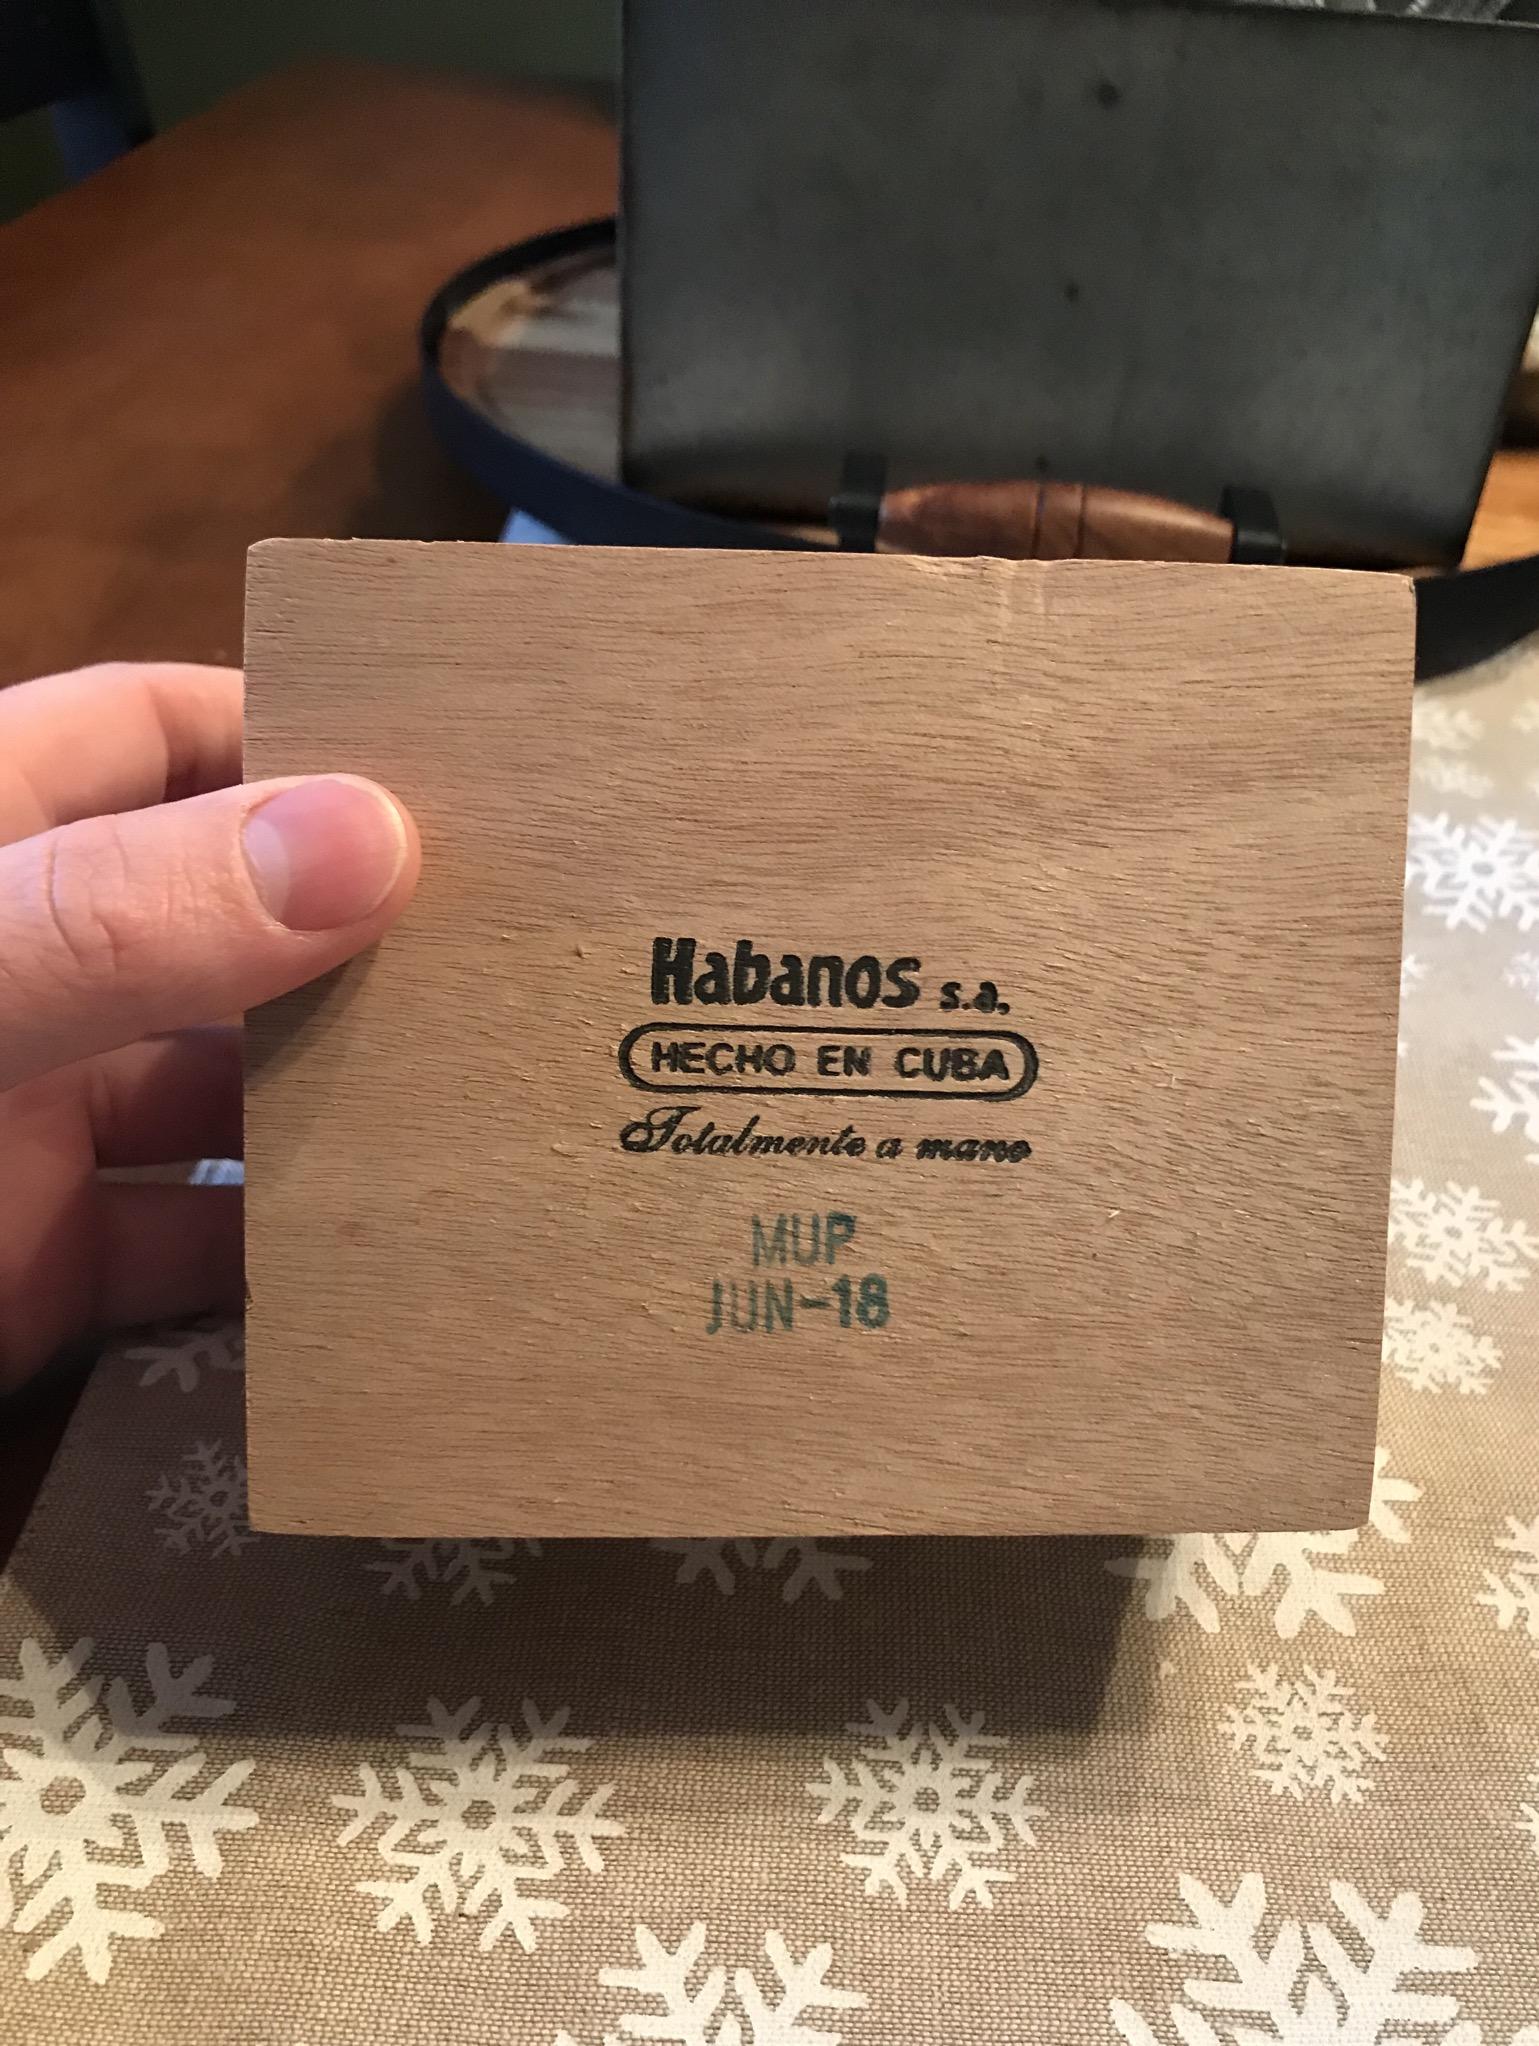 Habanos s.a.
HECHO EN CUBA
Totalmente a mano
MUP
JUN-18